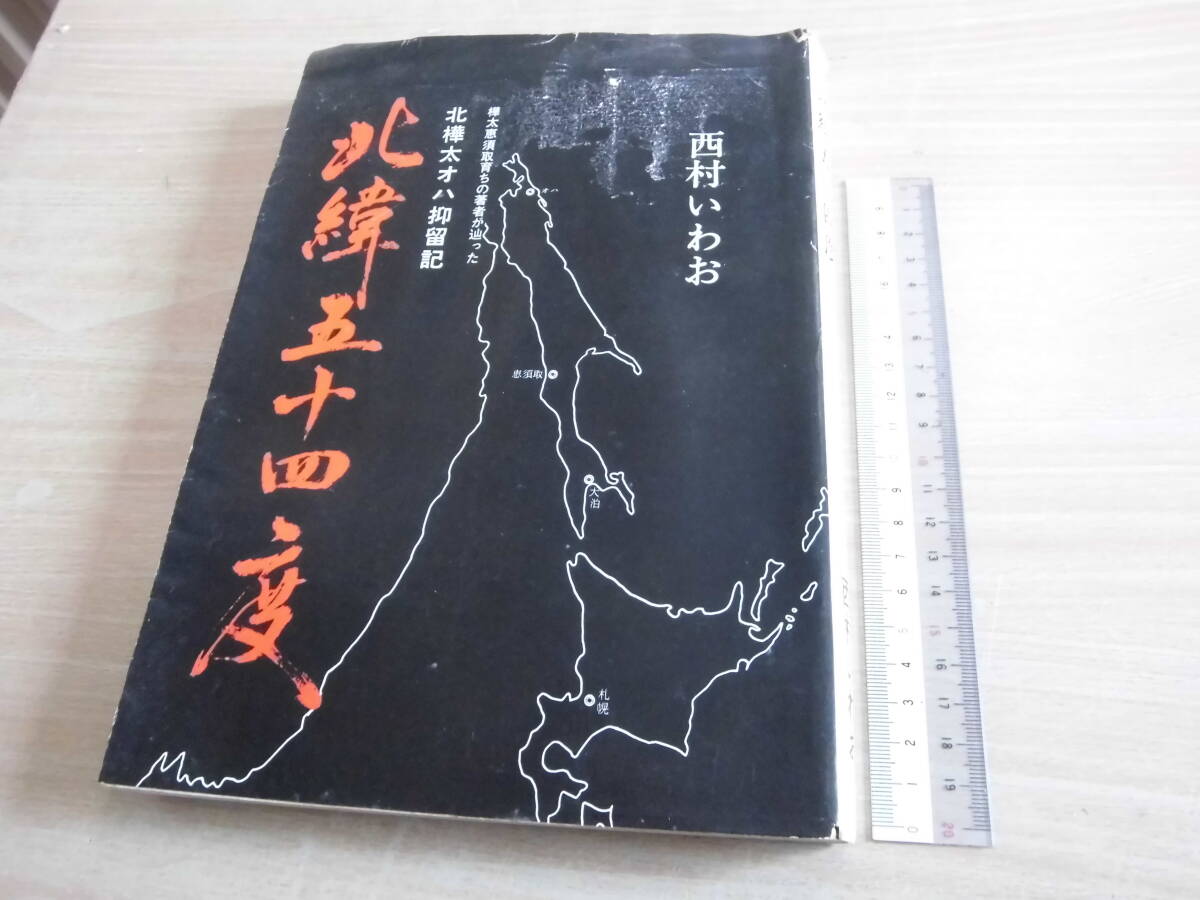 西村いわお
樺太恵須取育ちの著者が辿った
北樺太オハ抑留記
北緯五十四度
恵須取
大泊
札幌